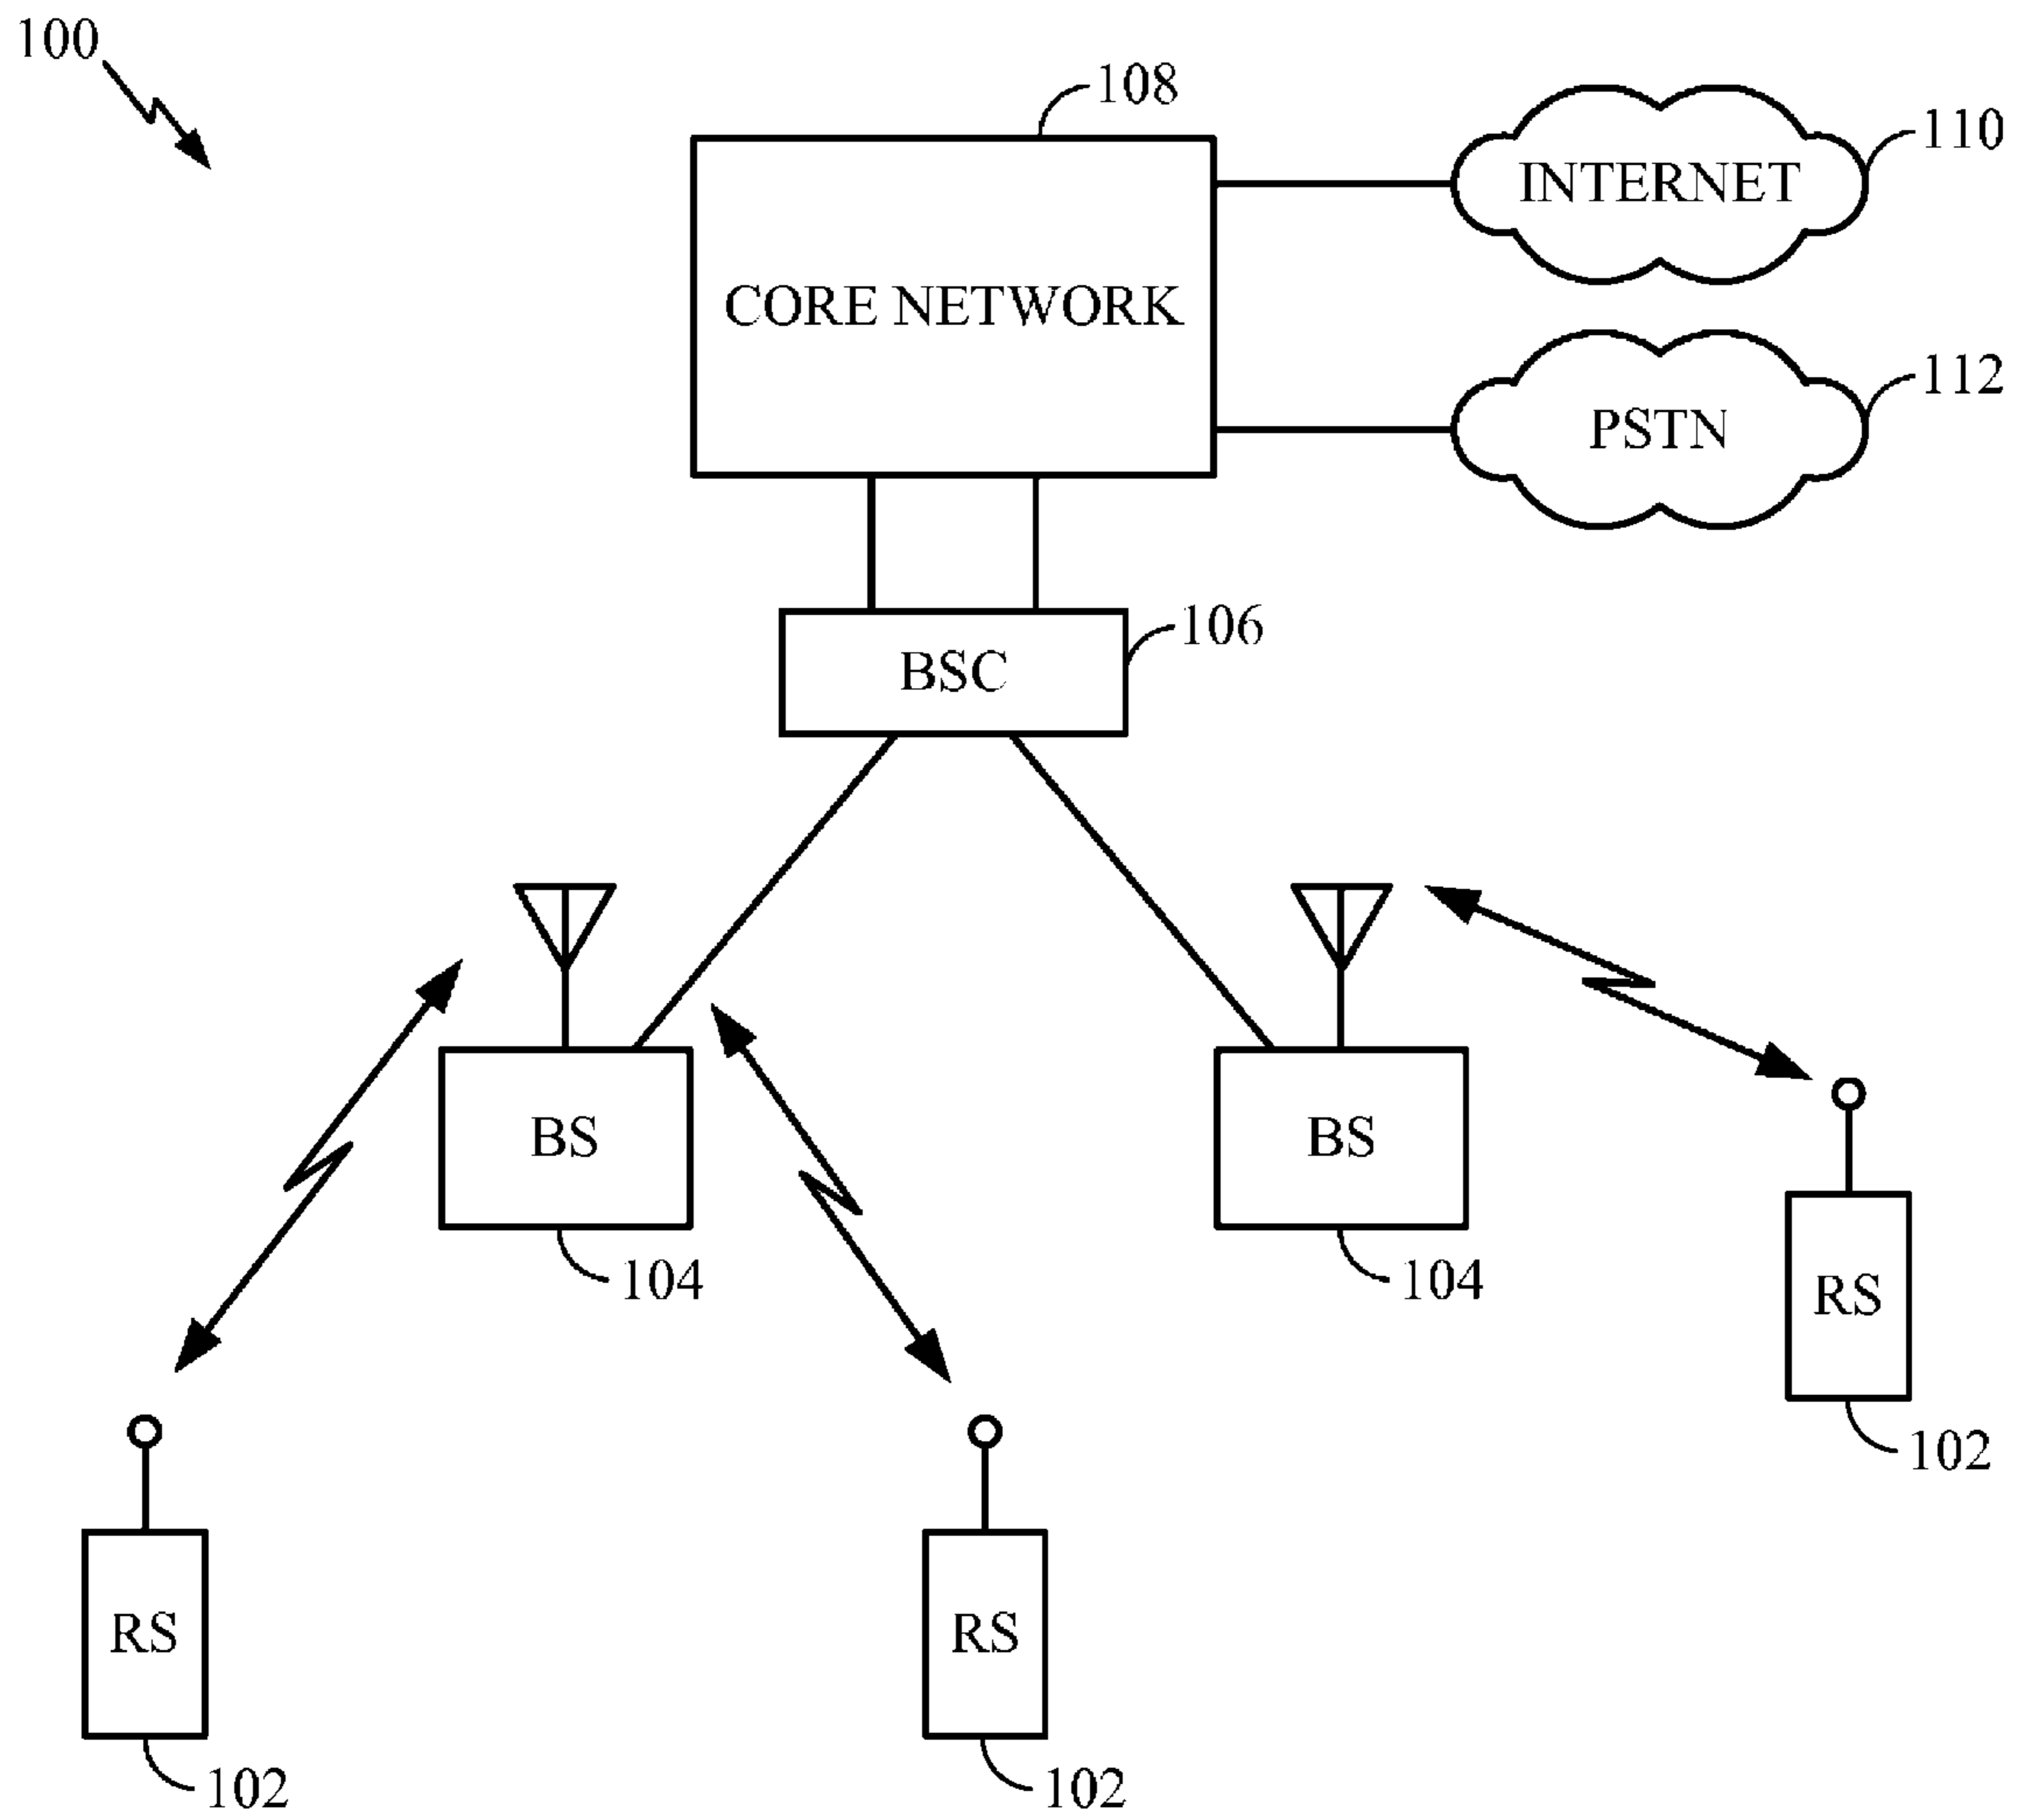 100
108
110
INTERNET
CORE NETWORK
112
PSTN
106
BSC
BS
BS
104
104
RS
102
RS
RS
102
102